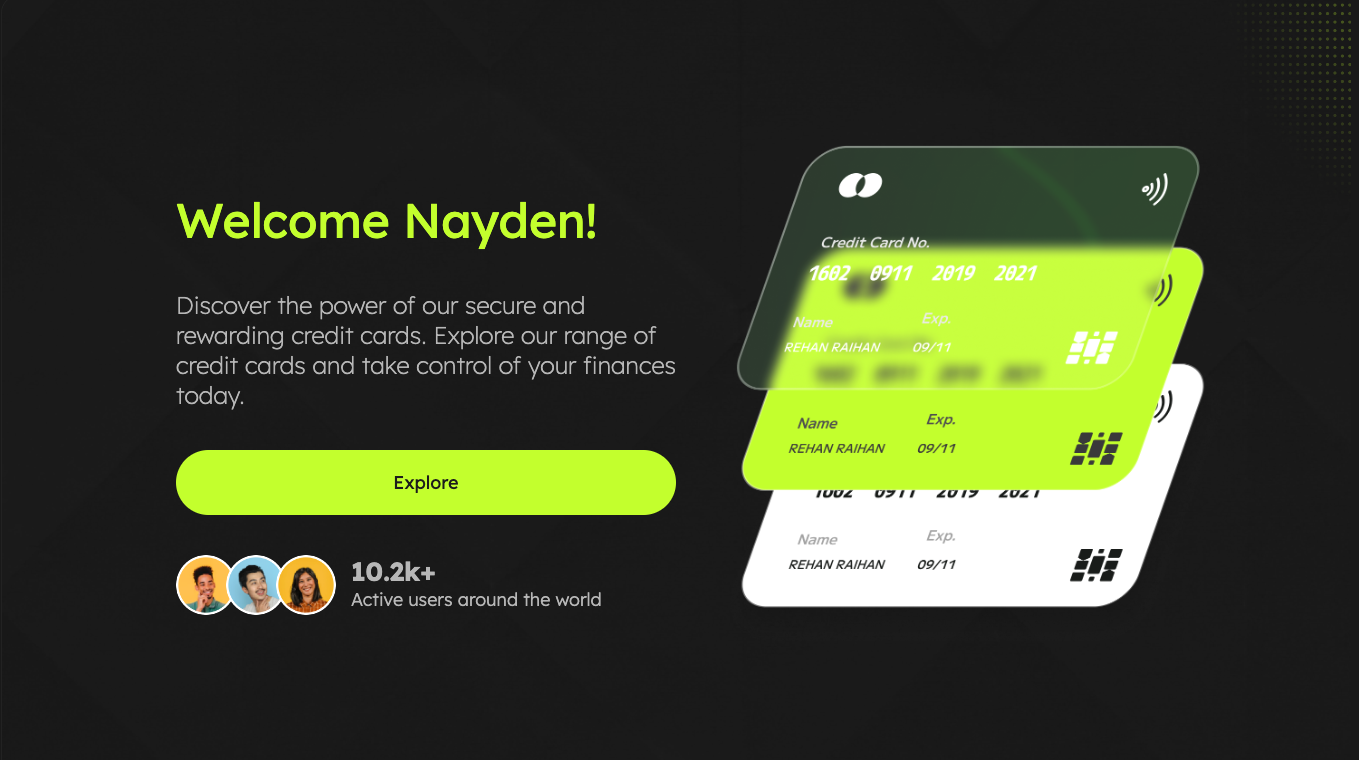 Welcome Nayden!
Discover the power of our secure and
rewarding credit cards. Explore our range of
credit cards and take control of your finances
today.
Explore
10.2k+
Active users around the world
Credit Card No.
1602 0911 2019 2021
Name Exp.
REHAN RAIHAN 09/11
Name Exp.
REHAN RAIHAN 09/11
1602 0911 2019 2021
Name Exp.
REHAN RAIHAN 09/11